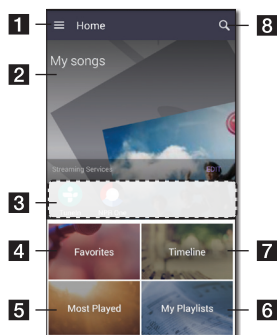 1 Home 8
2 My songs
Streaming Services EDIT
3
4 Favorites Timeline 7
5 Most Played My Playlists 6